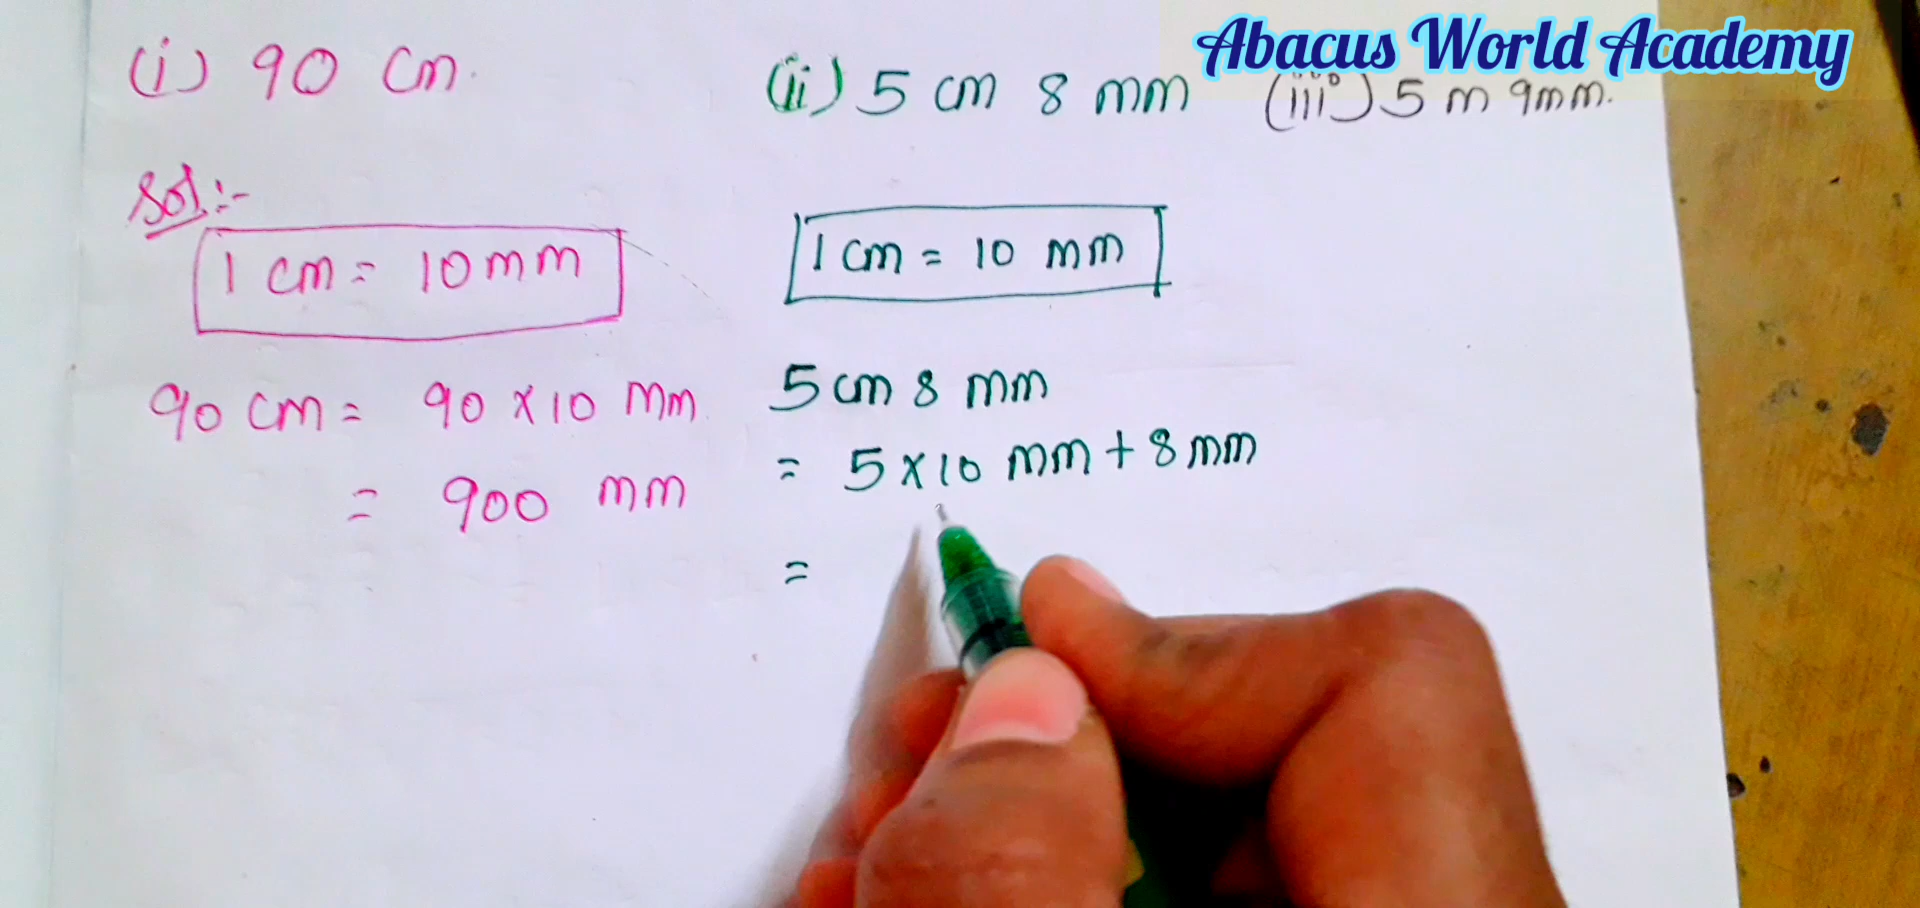 Abacus World Academy
(i) 90 cm.
Sol:-
1 cm = 10 mm
90 cm = 90 x 10 mm
= 900 mm
(ii) 5 cm 8 mm
1 cm = 10 mm
5 cm 8 mm
= 5 x 10 mm + 8 mm
=
(iii) 5 m 9 mm.